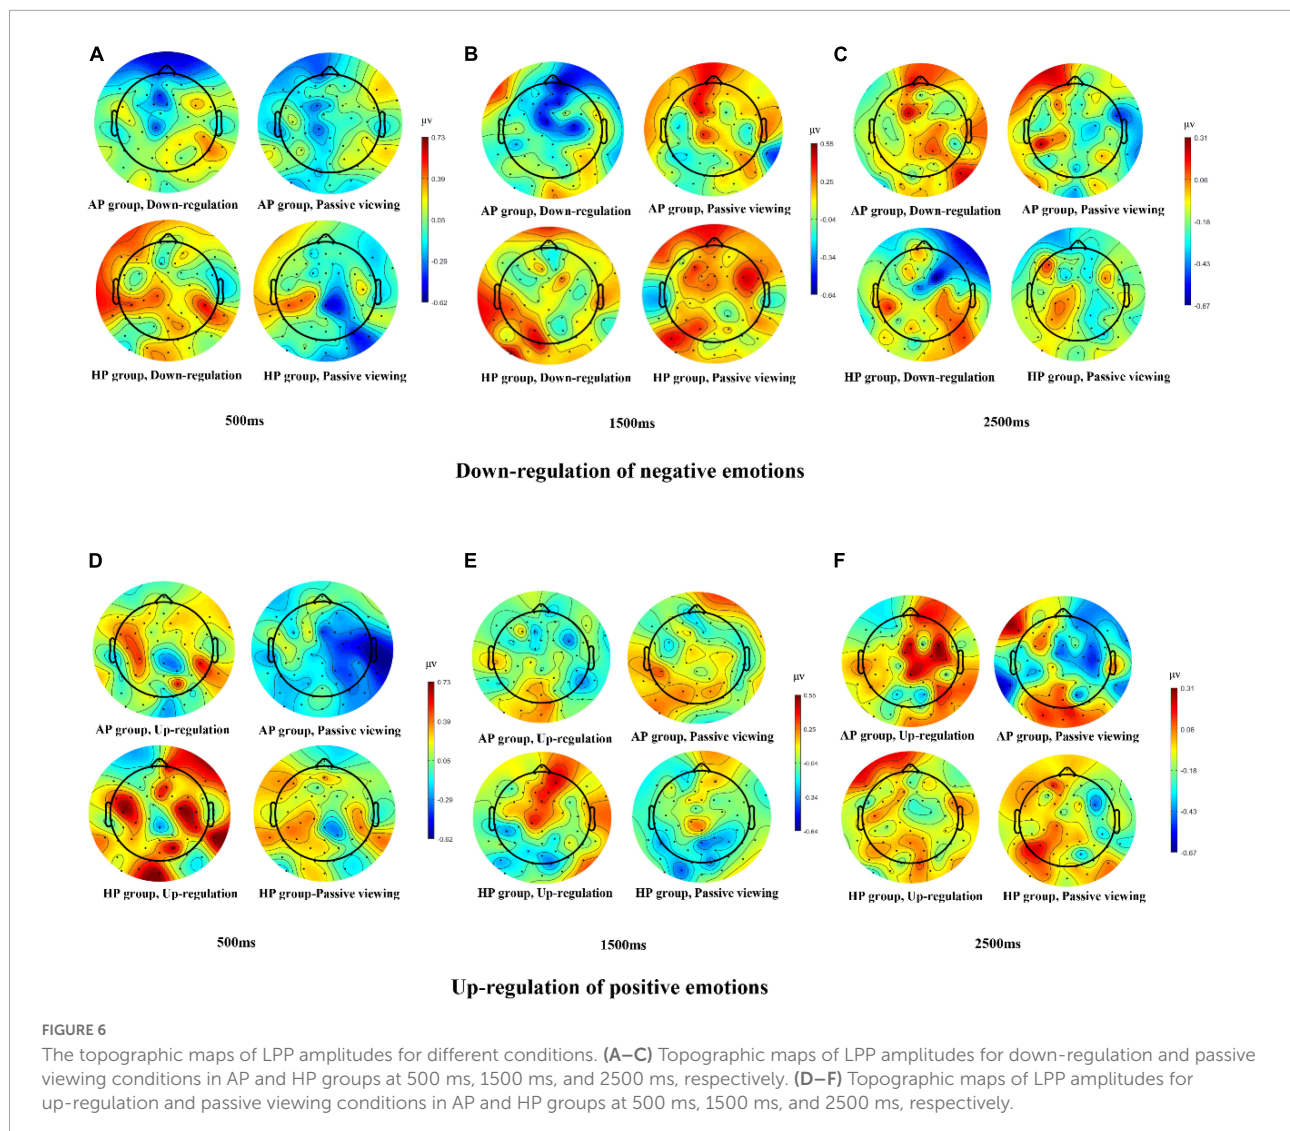 A
B
C
μv
0.73
0.39
0.05
-0.29
-0.62
μv
0.55
0.25
-0.04
-0.34
-0.64
μv
0.31
0.06
-0.18
-0.43
-0.67
AP group, Down-regulation
AP group, Passive viewing
AP group, Down-regulation
AP group, Passive viewing
AP group, Down-regulation
AP group, Passive viewing
HP group, Down-regulation
HP group, Passive viewing
HP group, Down-regulation
HP group, Passive viewing
HP group, Down-regulation
HP group, Passive viewing
500ms
1500ms
2500ms
Down-regulation of negative emotions
D
E
F
μv
0.73
0.39
0.05
-0.29
-0.62
μv
0.55
0.25
-0.04
-0.34
-0.64
μv
0.31
0.06
-0.18
-0.43
-0.67
AP group, Up-regulation
AP group, Passive viewing
AP group, Up-regulation
AP group, Passive viewing
AP group, Up-regulation
AP group, Passive viewing
HP group, Up-regulation
HP group-Passive viewing
HP group, Up-regulation
HP group, Passive viewing
HP group, Up-regulation
HP group, Passive viewing
500ms
1500ms
2500ms
Up-regulation of positive emotions
FIGURE 6
The topographic maps of LPP amplitudes for different conditions. (A–C) Topographic maps of LPP amplitudes for down-regulation and passive
viewing conditions in AP and HP groups at 500 ms, 1500 ms, and 2500 ms, respectively. (D–F) Topographic maps of LPP amplitudes for
up-regulation and passive viewing conditions in AP and HP groups at 500 ms, 1500 ms, and 2500 ms, respectively.